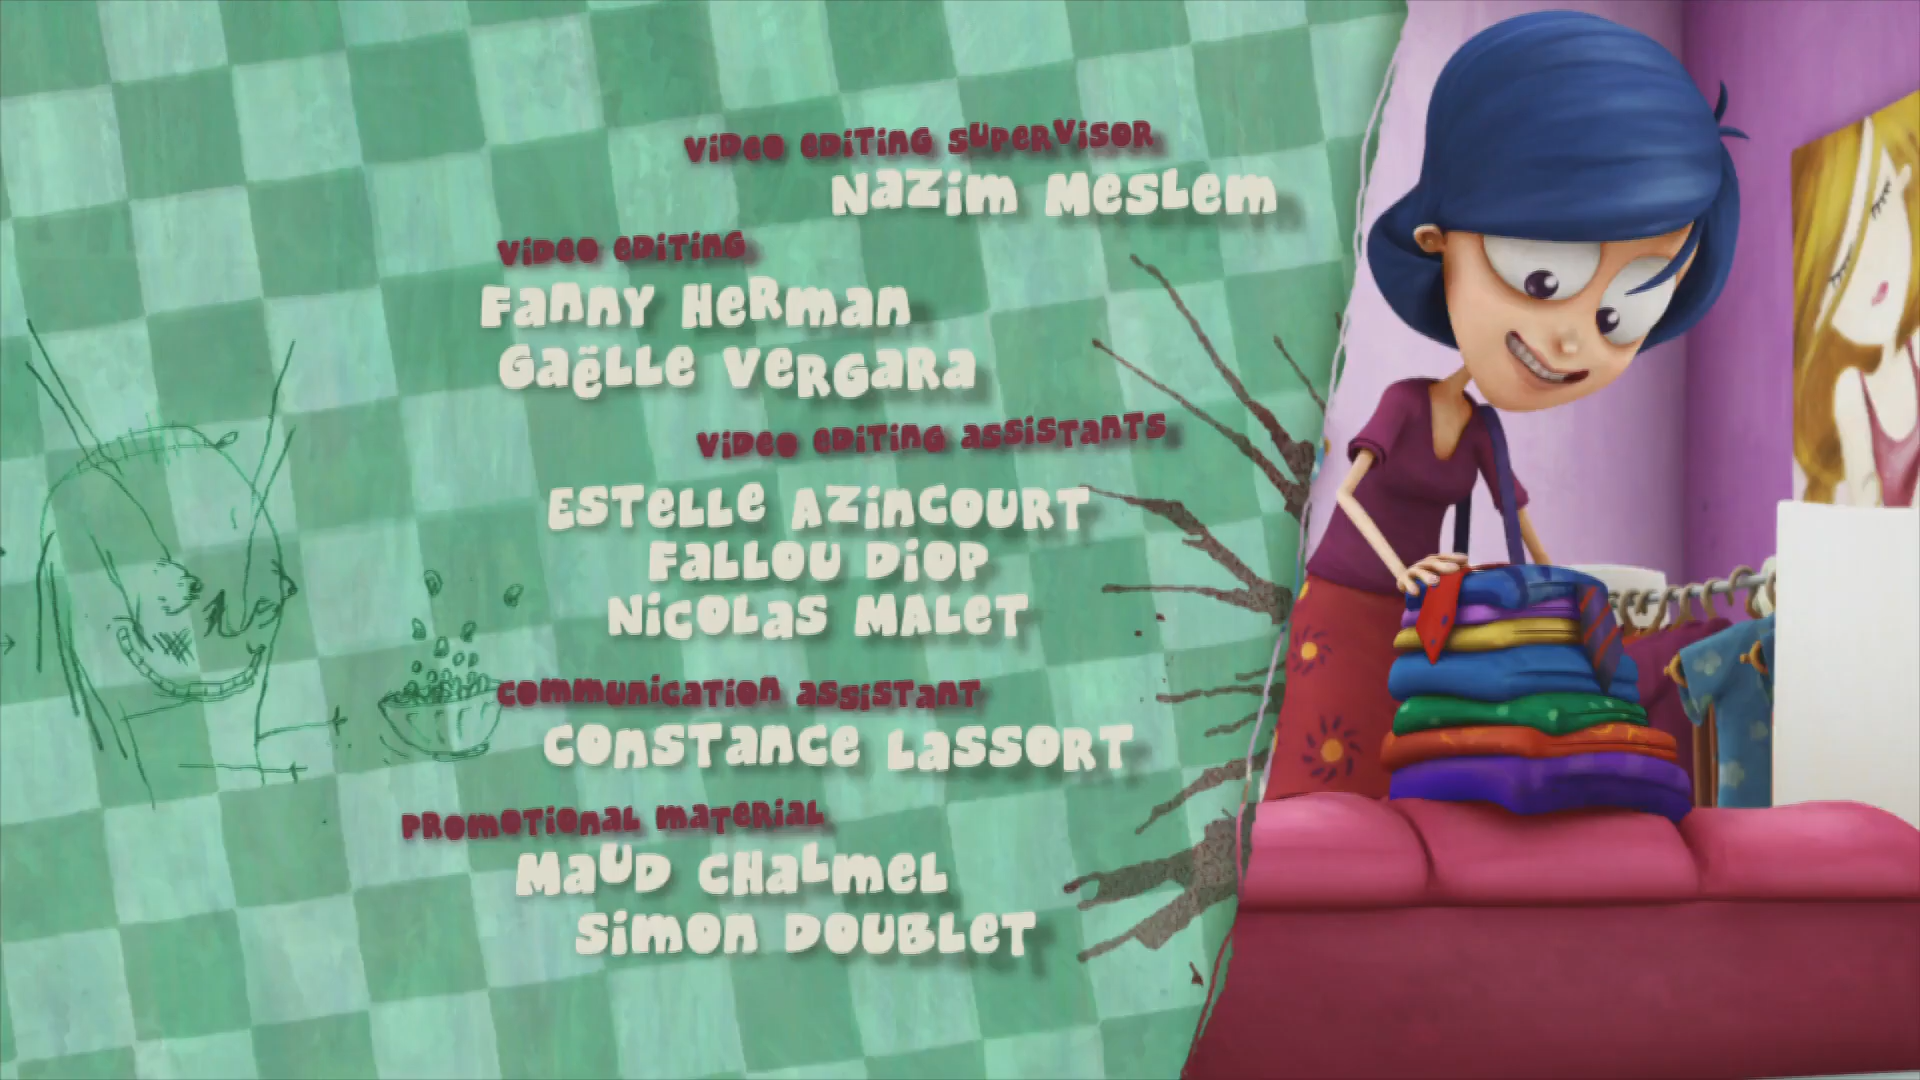 Video editing supervisor
Nazim Meslem
Video editing
Fanny Herman
Gaëlle Vergara
Video editing assistants
Estelle Azincourt
Fallou Diop
Nicolas Malet
Communication assistant
Constance Lassort
Promotional material
Maud Chalmel
Simon Doublet